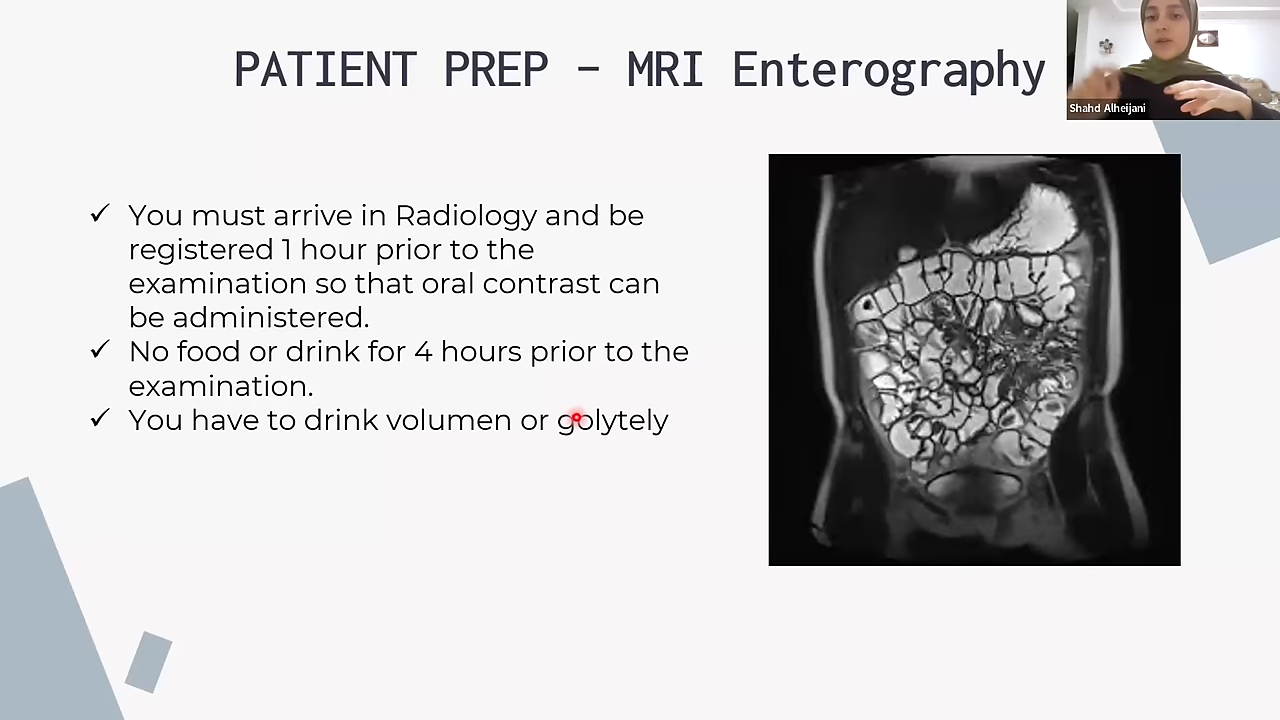 PATIENT PREP – MRI Enterography
Shahd Alheijani
✓ You must arrive in Radiology and be
registered 1 hour prior to the
examination so that oral contrast can
be administered.
✓ No food or drink for 4 hours prior to the
examination.
✓ You have to drink volumen or golytely